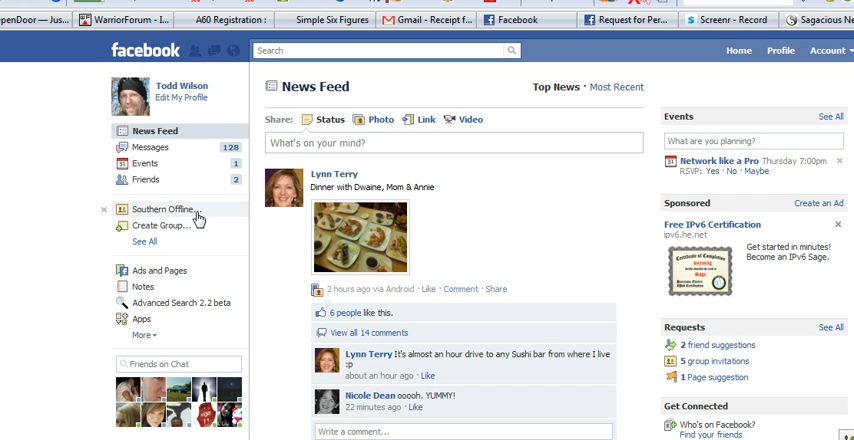 penDoor — Jus...
WarriorForum - I...
A60 Registration :
Simple Six Figures
Gmail - Receipt f...
Facebook
Request for Per...
Screenr - Record
Sagacious Ne
facebook
Search
Home
Profile
Account
Todd Wilson
Edit My Profile
News Feed
Messages 128
Events 1
Friends 2
Southern Offline...
Create Group...
See All
Ads and Pages
Notes
Advanced Search 2.2 beta
Apps
More
Friends on Chat
News Feed
Top News · Most Recent
Share: Status Photo Link Video
What's on your mind?
Lynn Terry
Dinner with Dwaine, Mom & Annie
2 hours ago via Android · Like · Comment · Share
6 people like this.
View all 14 comments
Lynn Terry It's almost an hour drive to any Sushi bar from where I live
:p
about an hour ago · Like
Nicole Dean ooooh. YUMMY!
22 minutes ago · Like
Write a comment...
Events See All
What are you planning?
Network like a Pro Thursday 7:00pm
RSVP: Yes · No · Maybe
Sponsored Create an Ad
Free IPv6 Certification
ipv6.he.net
Get started in minutes!
Become an IPv6 Sage.
Requests See All
2 friend suggestions
5 group invitations
1 Page suggestion
Get Connected
Who's on Facebook?
Find your friends